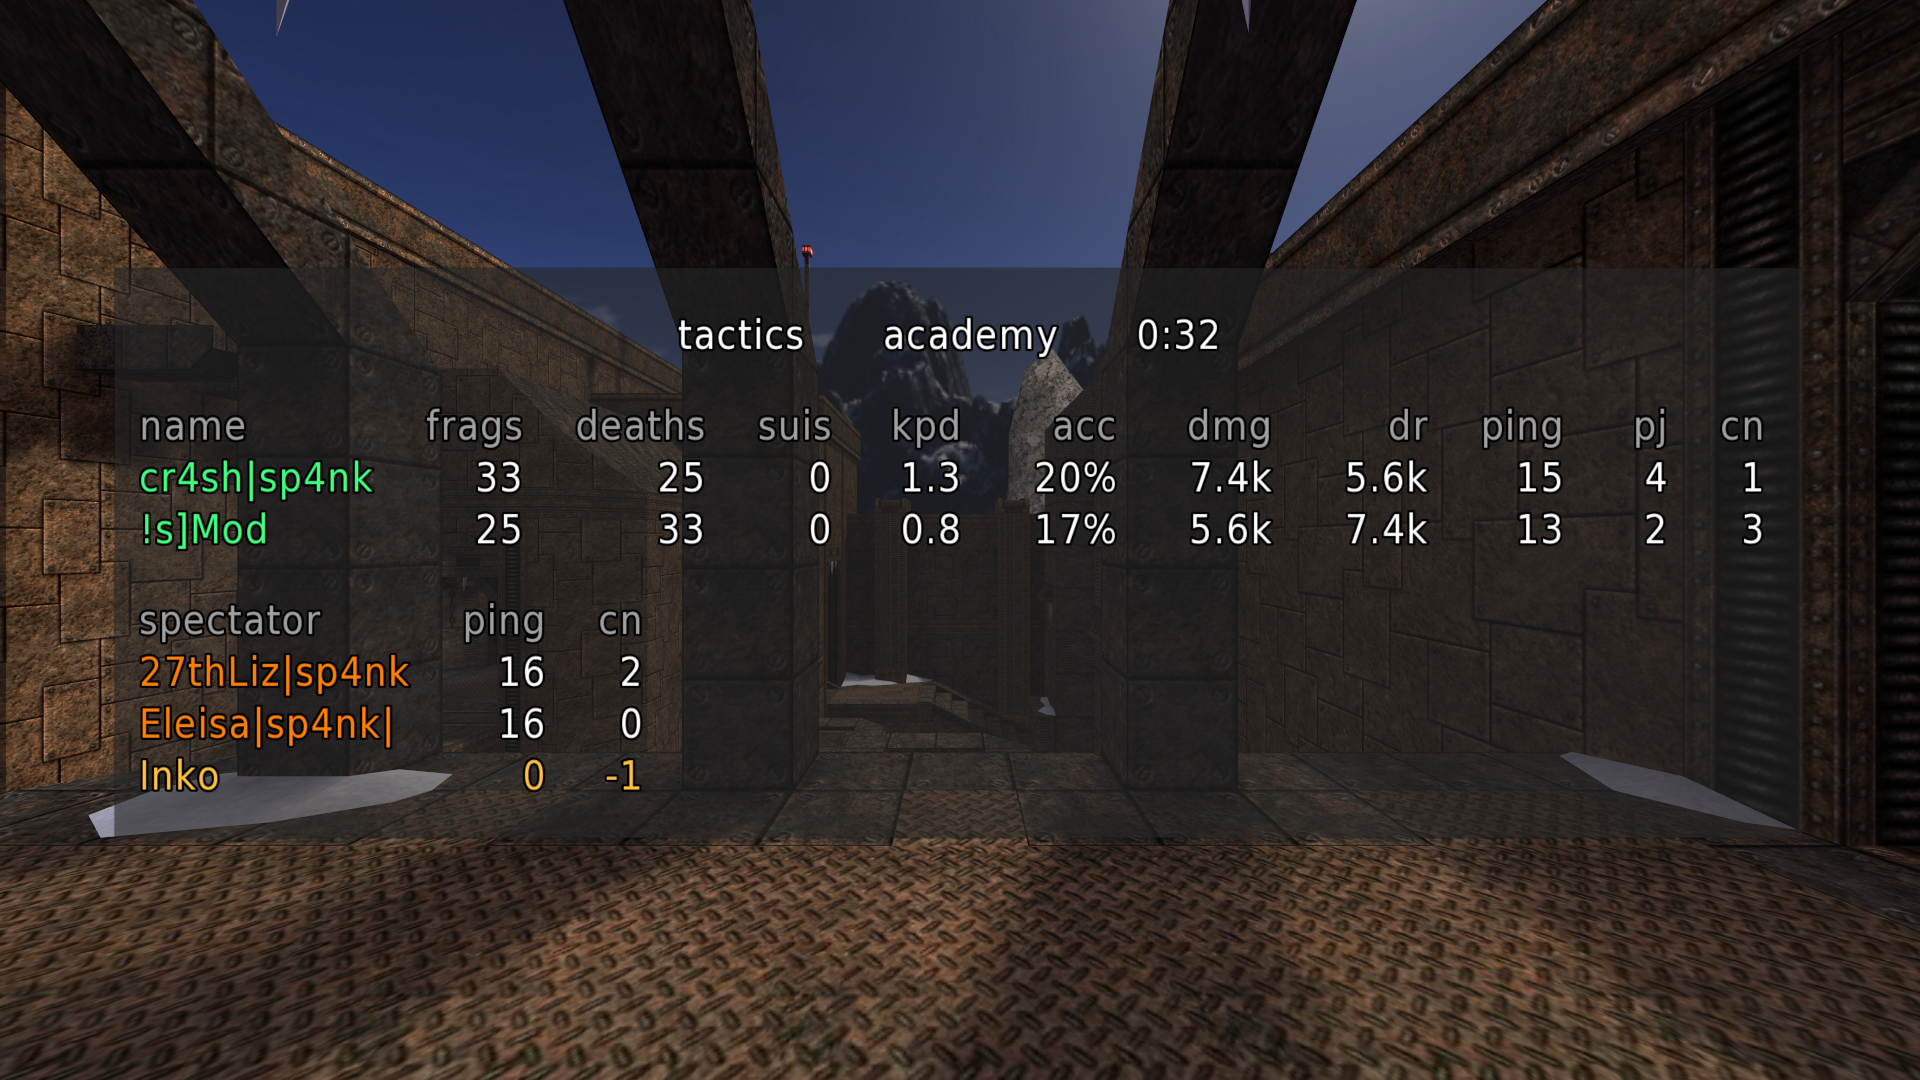 tactics academy 0:32
name frags deaths suis kpd acc dmg dr ping pj cn
cr4sh|sp4nk 33 25 0 1.3 20% 7.4k 5.6k 15 4 1
!s]Mod 25 33 0 0.8 17% 5.6k 7.4k 13 2 3
spectator ping cn
27thLiz|sp4nk 16 2
Eleisa|sp4nk| 16 0
Inko 0 -1